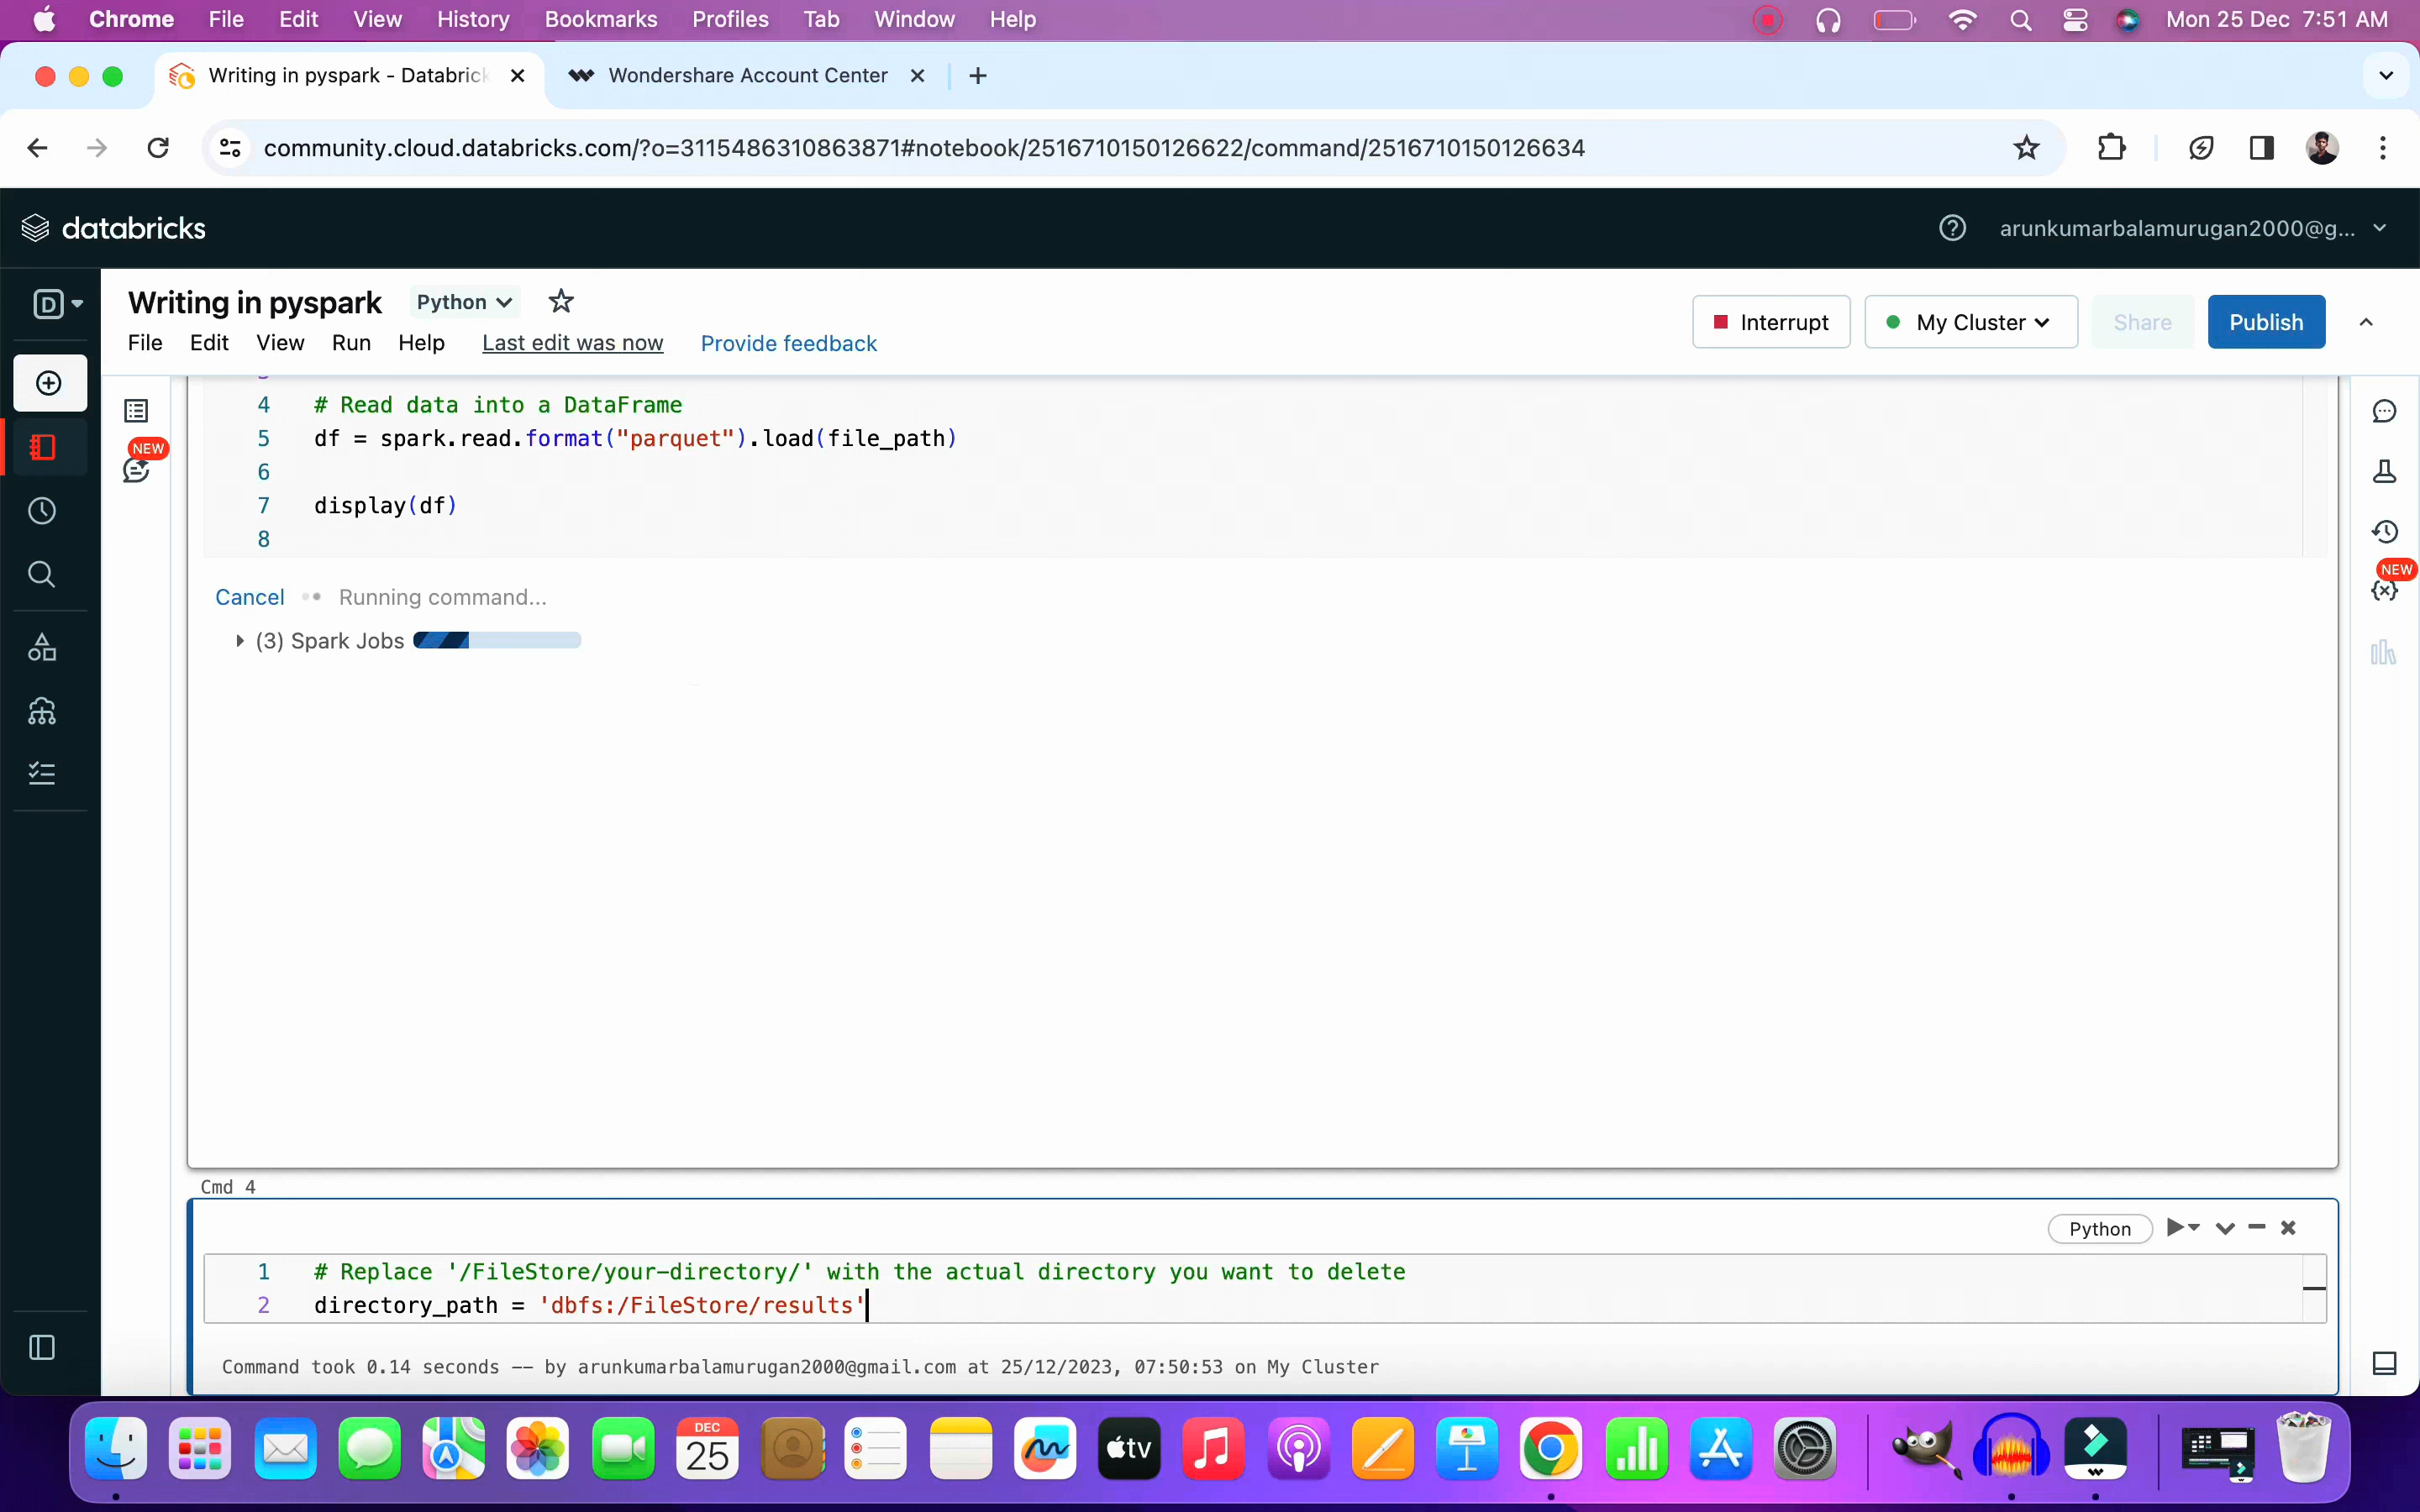 Chrome File Edit View History Bookmarks Profiles Tab Window Help Mon 25 Dec 7:51 AM
Writing in pyspark - Databrick Wondershare Account Center
community.cloud.databricks.com/?o=3115486310863871#notebook/2516710150126622/command/2516710150126634
databricks arunkumarbalamurugan2000@g...
D Writing in pyspark Python Interrupt My Cluster Share Publish
File Edit View Run Help Last edit was now Provide feedback
4 # Read data into a DataFrame
5 df = spark.read.format("parquet").load(file_path)
NEW
6
7 display(df)
8
NEW
Cancel Running command...
(3) Spark Jobs
Cmd 4
Python
1 # Replace '/FileStore/your-directory/' with the actual directory you want to delete
2 directory_path = 'dbfs:/FileStore/results'
Command took 0.14 seconds -- by arunkumarbalamurugan2000@gmail.com at 25/12/2023, 07:50:53 on My Cluster
DEC
25
tv